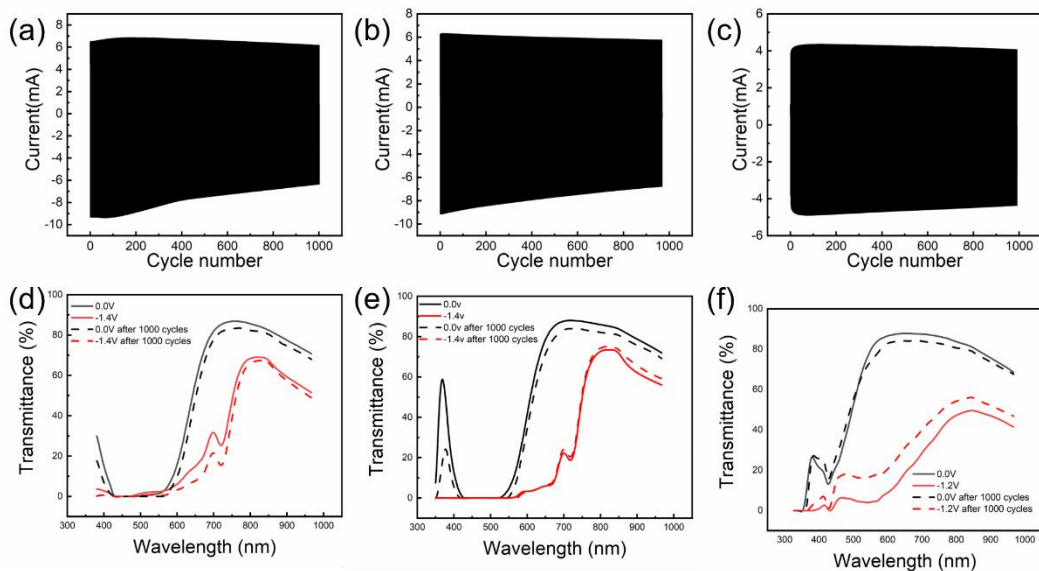 (a)
8
6
4
2
0
-2
-4
-6
-8
-10
Current(mA)
0 200 400 600 800 1000
Cycle number
(b)
8
6
4
2
0
-2
-4
-6
-8
-10
Current(mA)
0 200 400 600 800 1000
Cycle number
(c)
6
4
2
0
-2
-4
-6
Current(mA)
0 200 400 600 800 1000
Cycle number
(d)
100
80
60
40
20
0
Transmittance (%)
0.0V
-1.4V
0.0V after 1000 cycles
-1.4V after 1000 cycles
300 400 500 600 700 800 900 1000
Wavelength (nm)
(e)
100
80
60
40
20
0
Transmittance (%)
0.0v
-1.4v
0.0v after 1000 cycles
-1.4v after 1000 cycles
300 400 500 600 700 800 900 1000
Wavelength (nm)
(f)
100
80
60
40
20
0
Transmittance (%)
0.0V
-1.2V
0.0V after 1000 cycles
-1.2V after 1000 cycles
300 400 500 600 700 800 900 1000
Wavelength (nm)